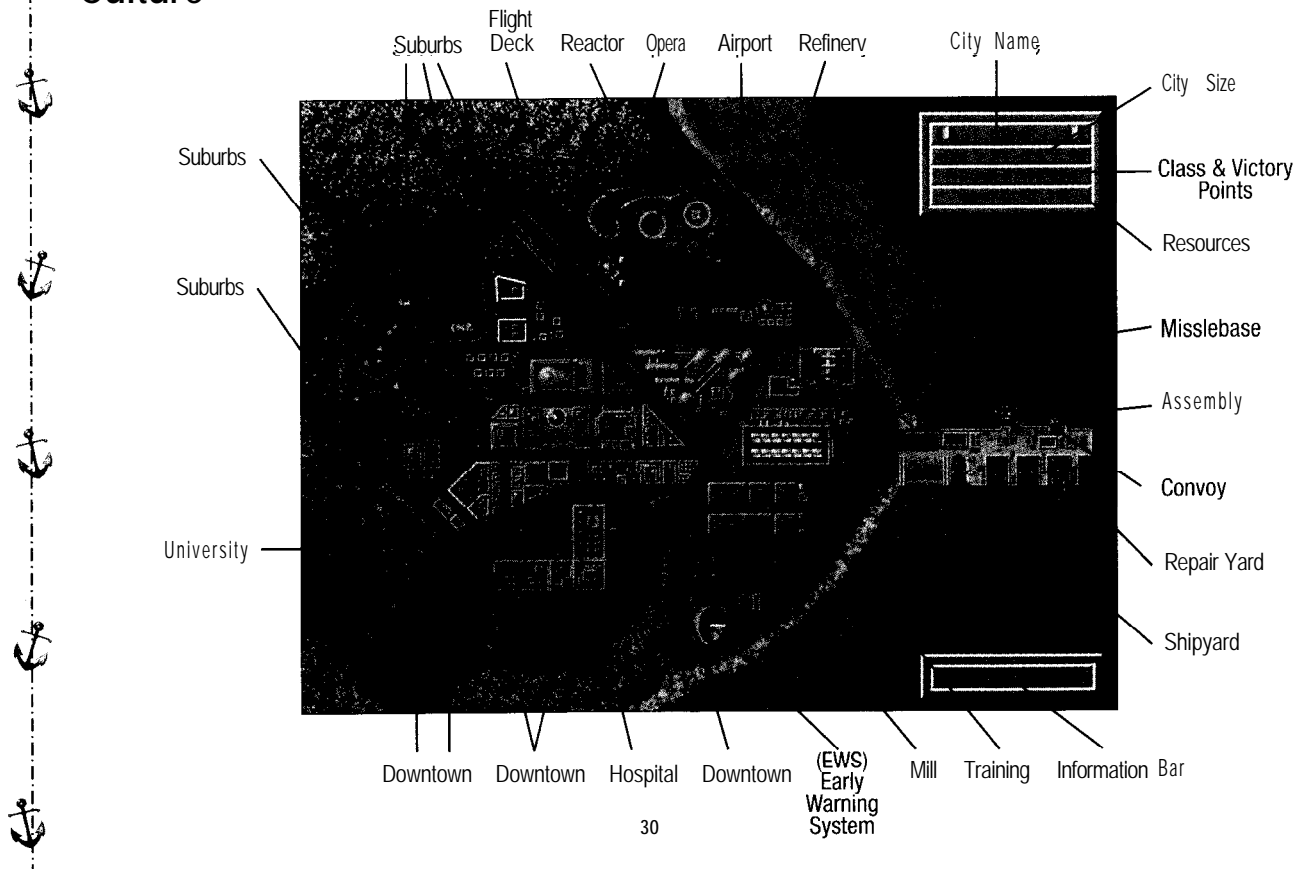 Culture
Flight
Deck
Suburbs
Reactor
Opera
Airport
Refinery
City Name
City Size
Suburbs
Class & Victory
Points
Resources
Suburbs
Misslebase
Assembly
Convoy
University
Repair Yard
Shipyard
Downtown
Downtown
Hospital
Downtown
(EWS)
Early
Warning
System
Mill
Training
Information Bar
30